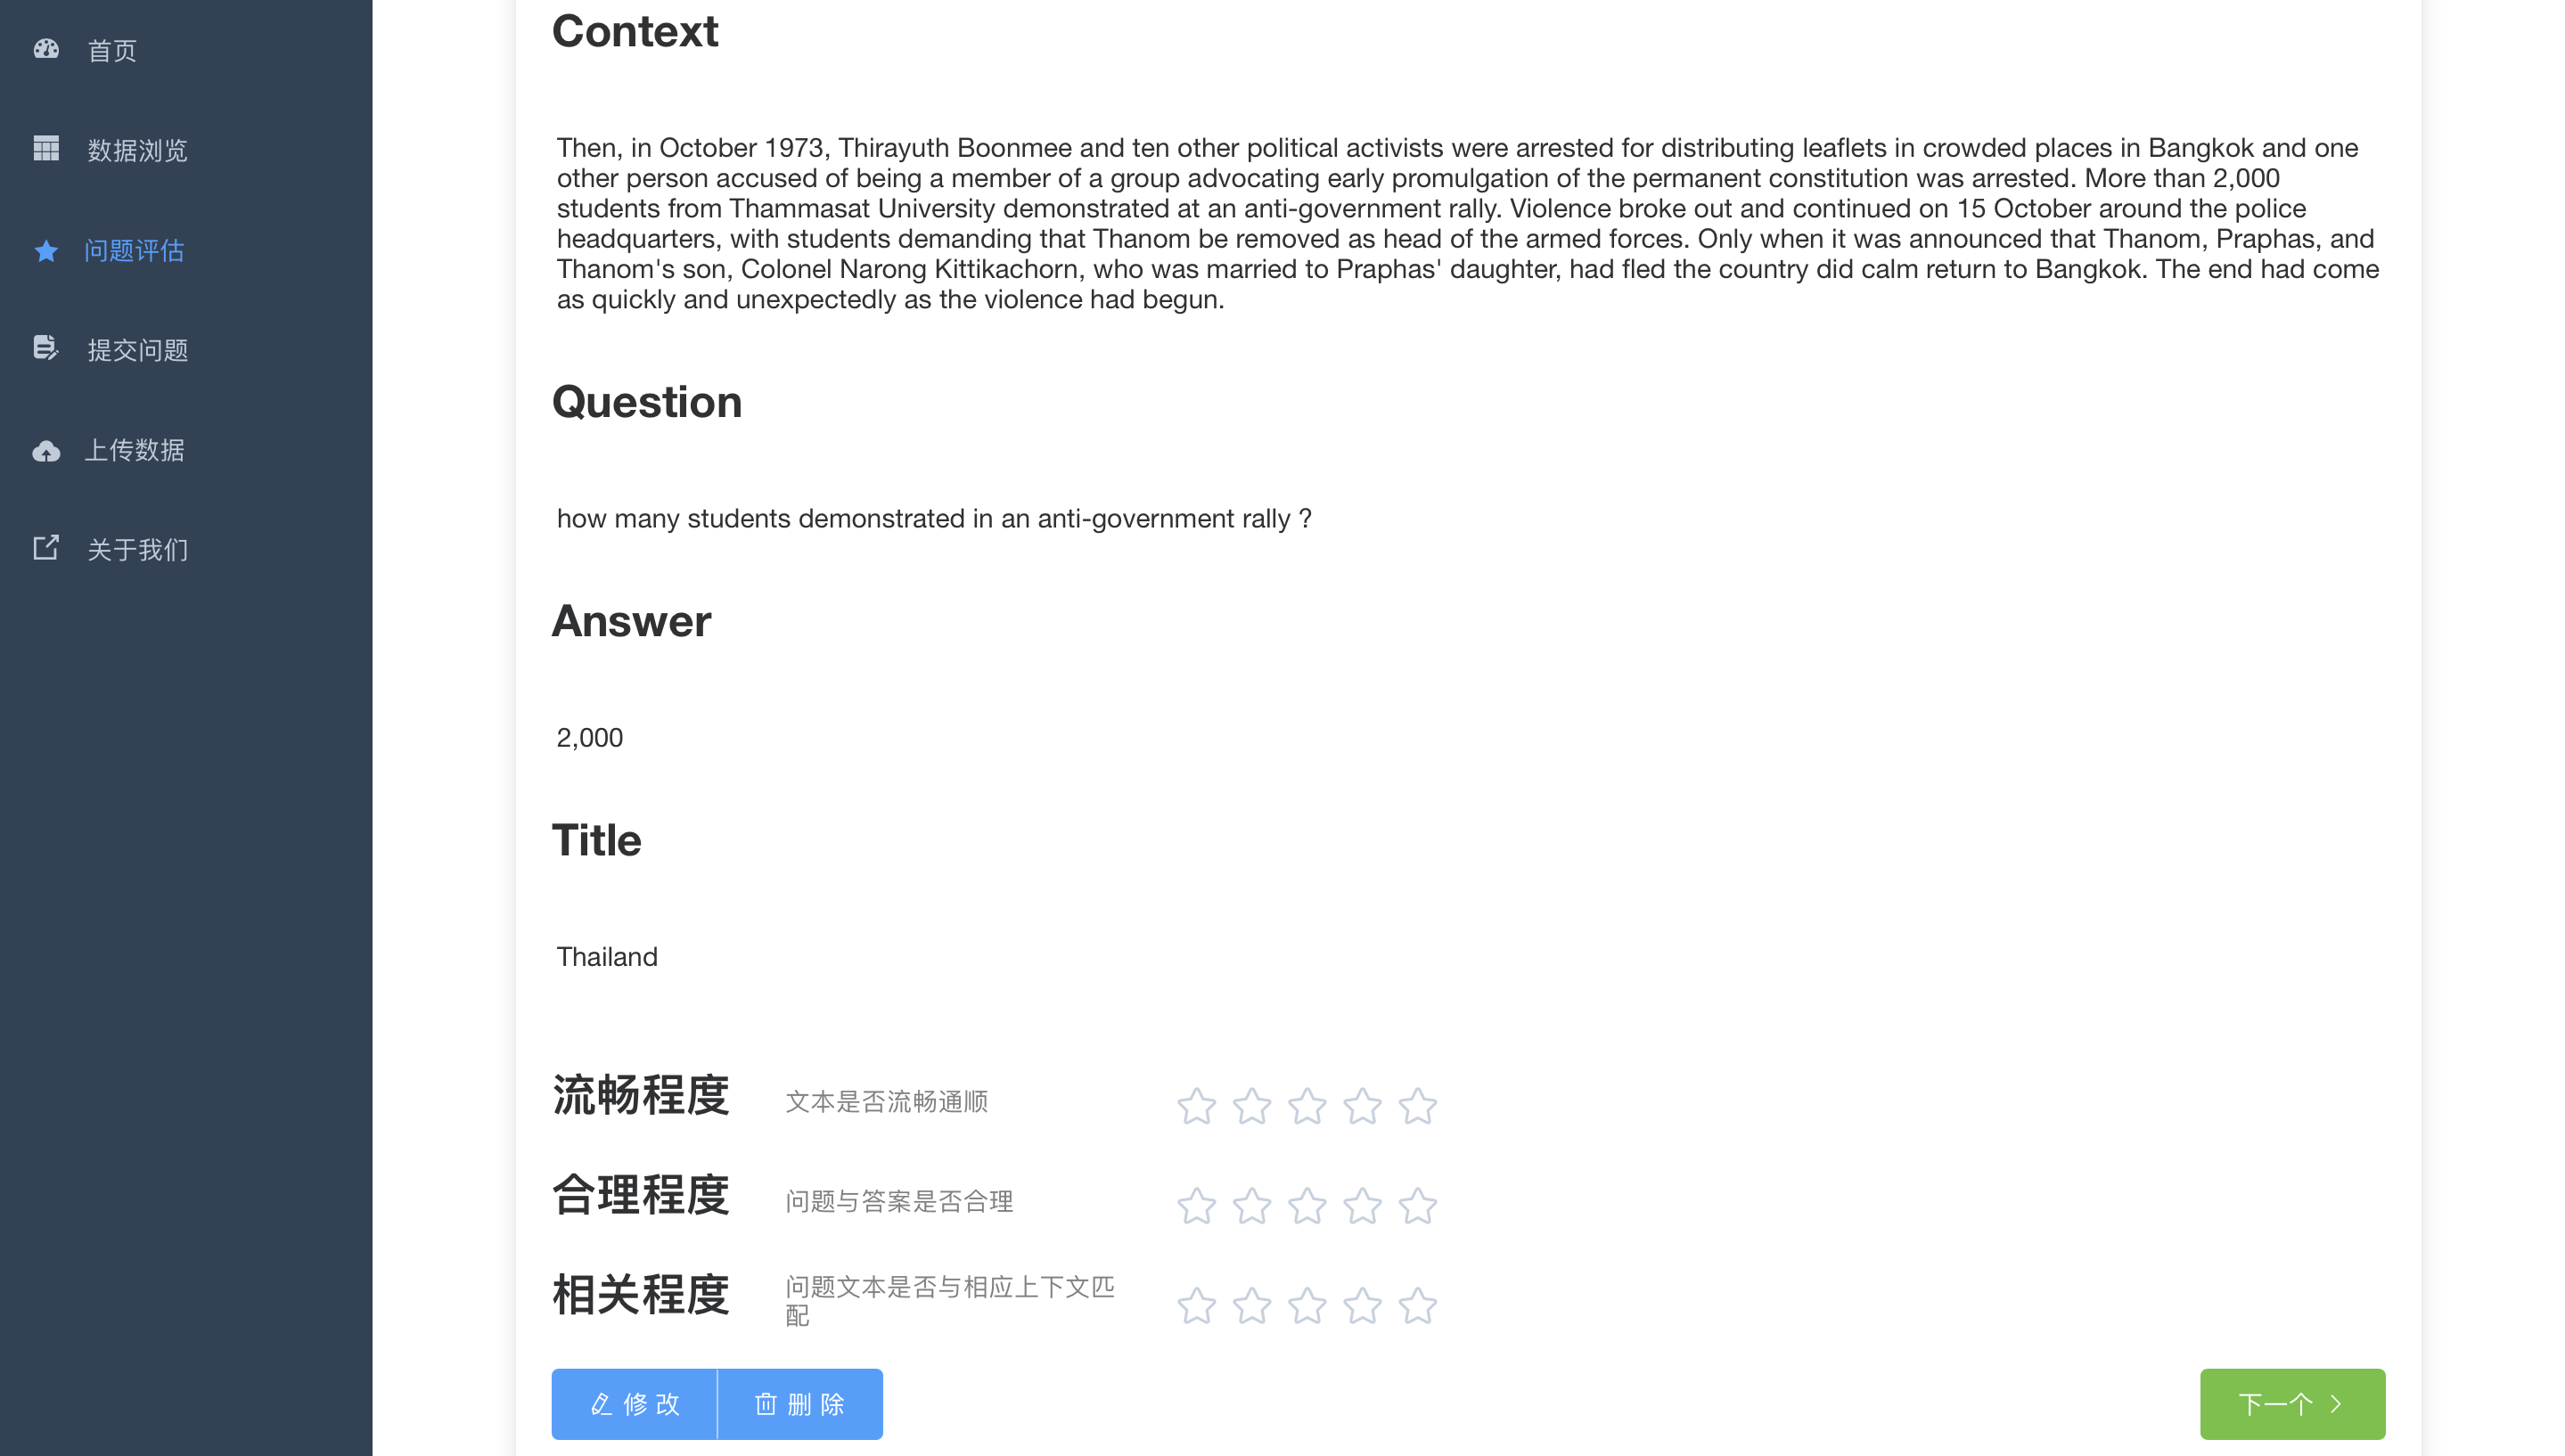 首页
数据浏览
问题评估
提交问题
上传数据
关于我们
Context
Then, in October 1973, Thirayuth Boonmee and ten other political activists were arrested for distributing leaflets in crowded places in Bangkok and one
other person accused of being a member of a group advocating early promulgation of the permanent constitution was arrested. More than 2,000
students from Thammasat University demonstrated at an anti-government rally. Violence broke out and continued on 15 October around the police
headquarters, with students demanding that Thanom be removed as head of the armed forces. Only when it was announced that Thanom, Praphas, and
Thanom's son, Colonel Narong Kittikachorn, who was married to Praphas' daughter, had fled the country did calm return to Bangkok. The end had come
as quickly and unexpectedly as the violence had begun.
Question
how many students demonstrated in an anti-government rally ?
Answer
2,000
Title
Thailand
流畅程度 文本是否流畅通顺
合理程度 问题与答案是否合理
相关程度 问题文本是否与相应上下文匹
配
修 改 删 除 下一个